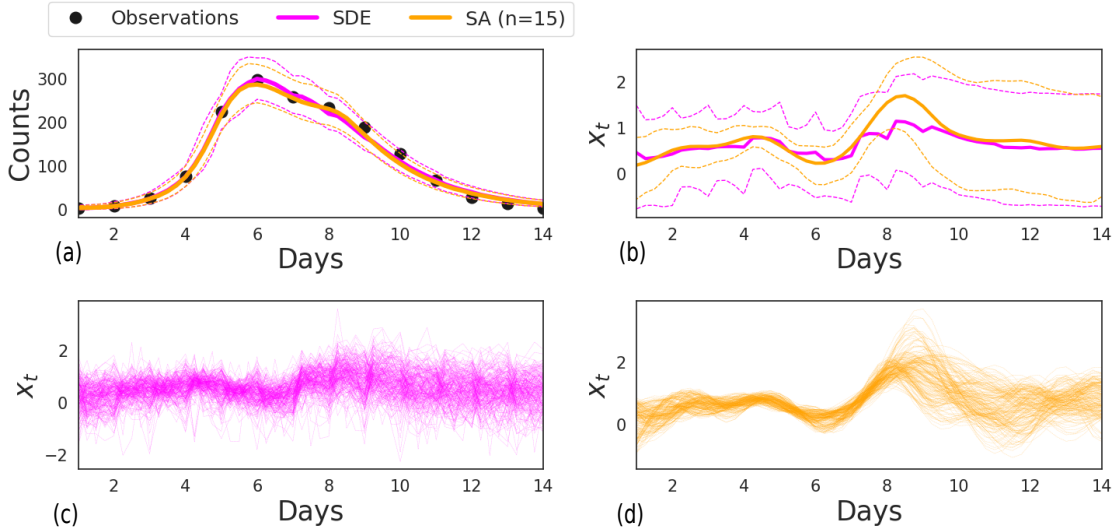 Observations SDE SA (n=15)
Counts
300
200
100
0
2 4 6 8 10 12 14
(a) Days
x_t
2
1
0
2 4 6 8 10 12 14
(b) Days
x_t
2
0
−2
2 4 6 8 10 12 14
(c) Days
x_t
2
0
2 4 6 8 10 12 14
(d) Days